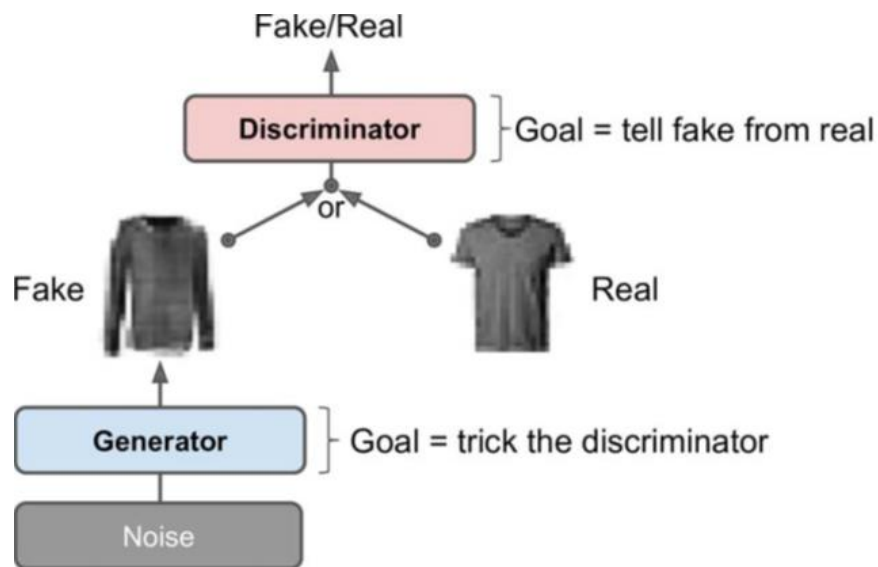 Fake/Real
Discriminator
Goal = tell fake from real
or
Fake
Real
Generator
Goal = trick the discriminator
Noise